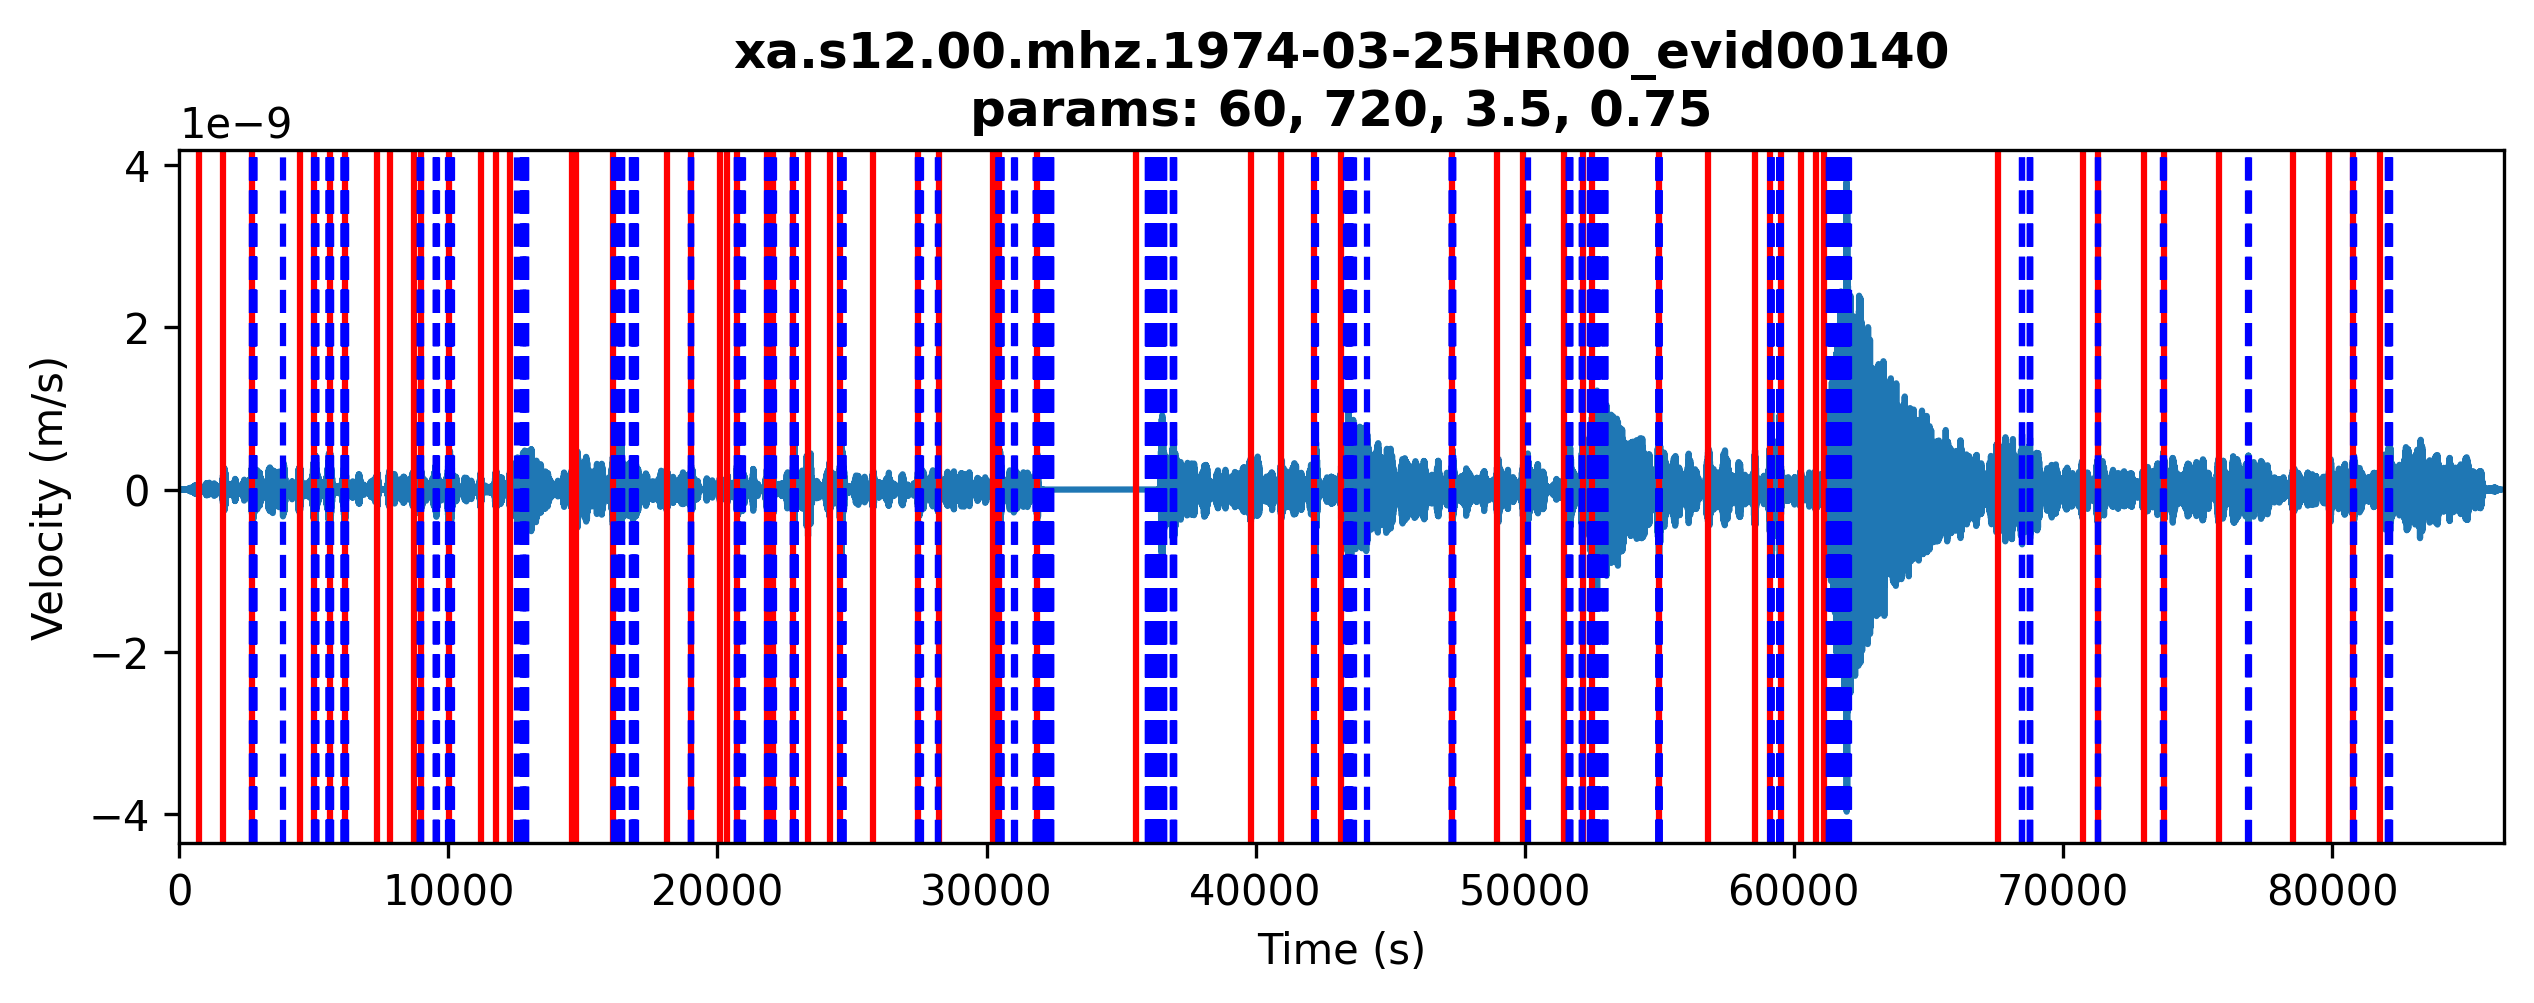 xa.s12.00.mhz.1974-03-25HR00_evid00140
params: 60, 720, 3.5, 0.75
1e−9
4
2
0
−2
−4
Velocity (m/s)
0 10000 20000 30000 40000 50000 60000 70000 80000
Time (s)